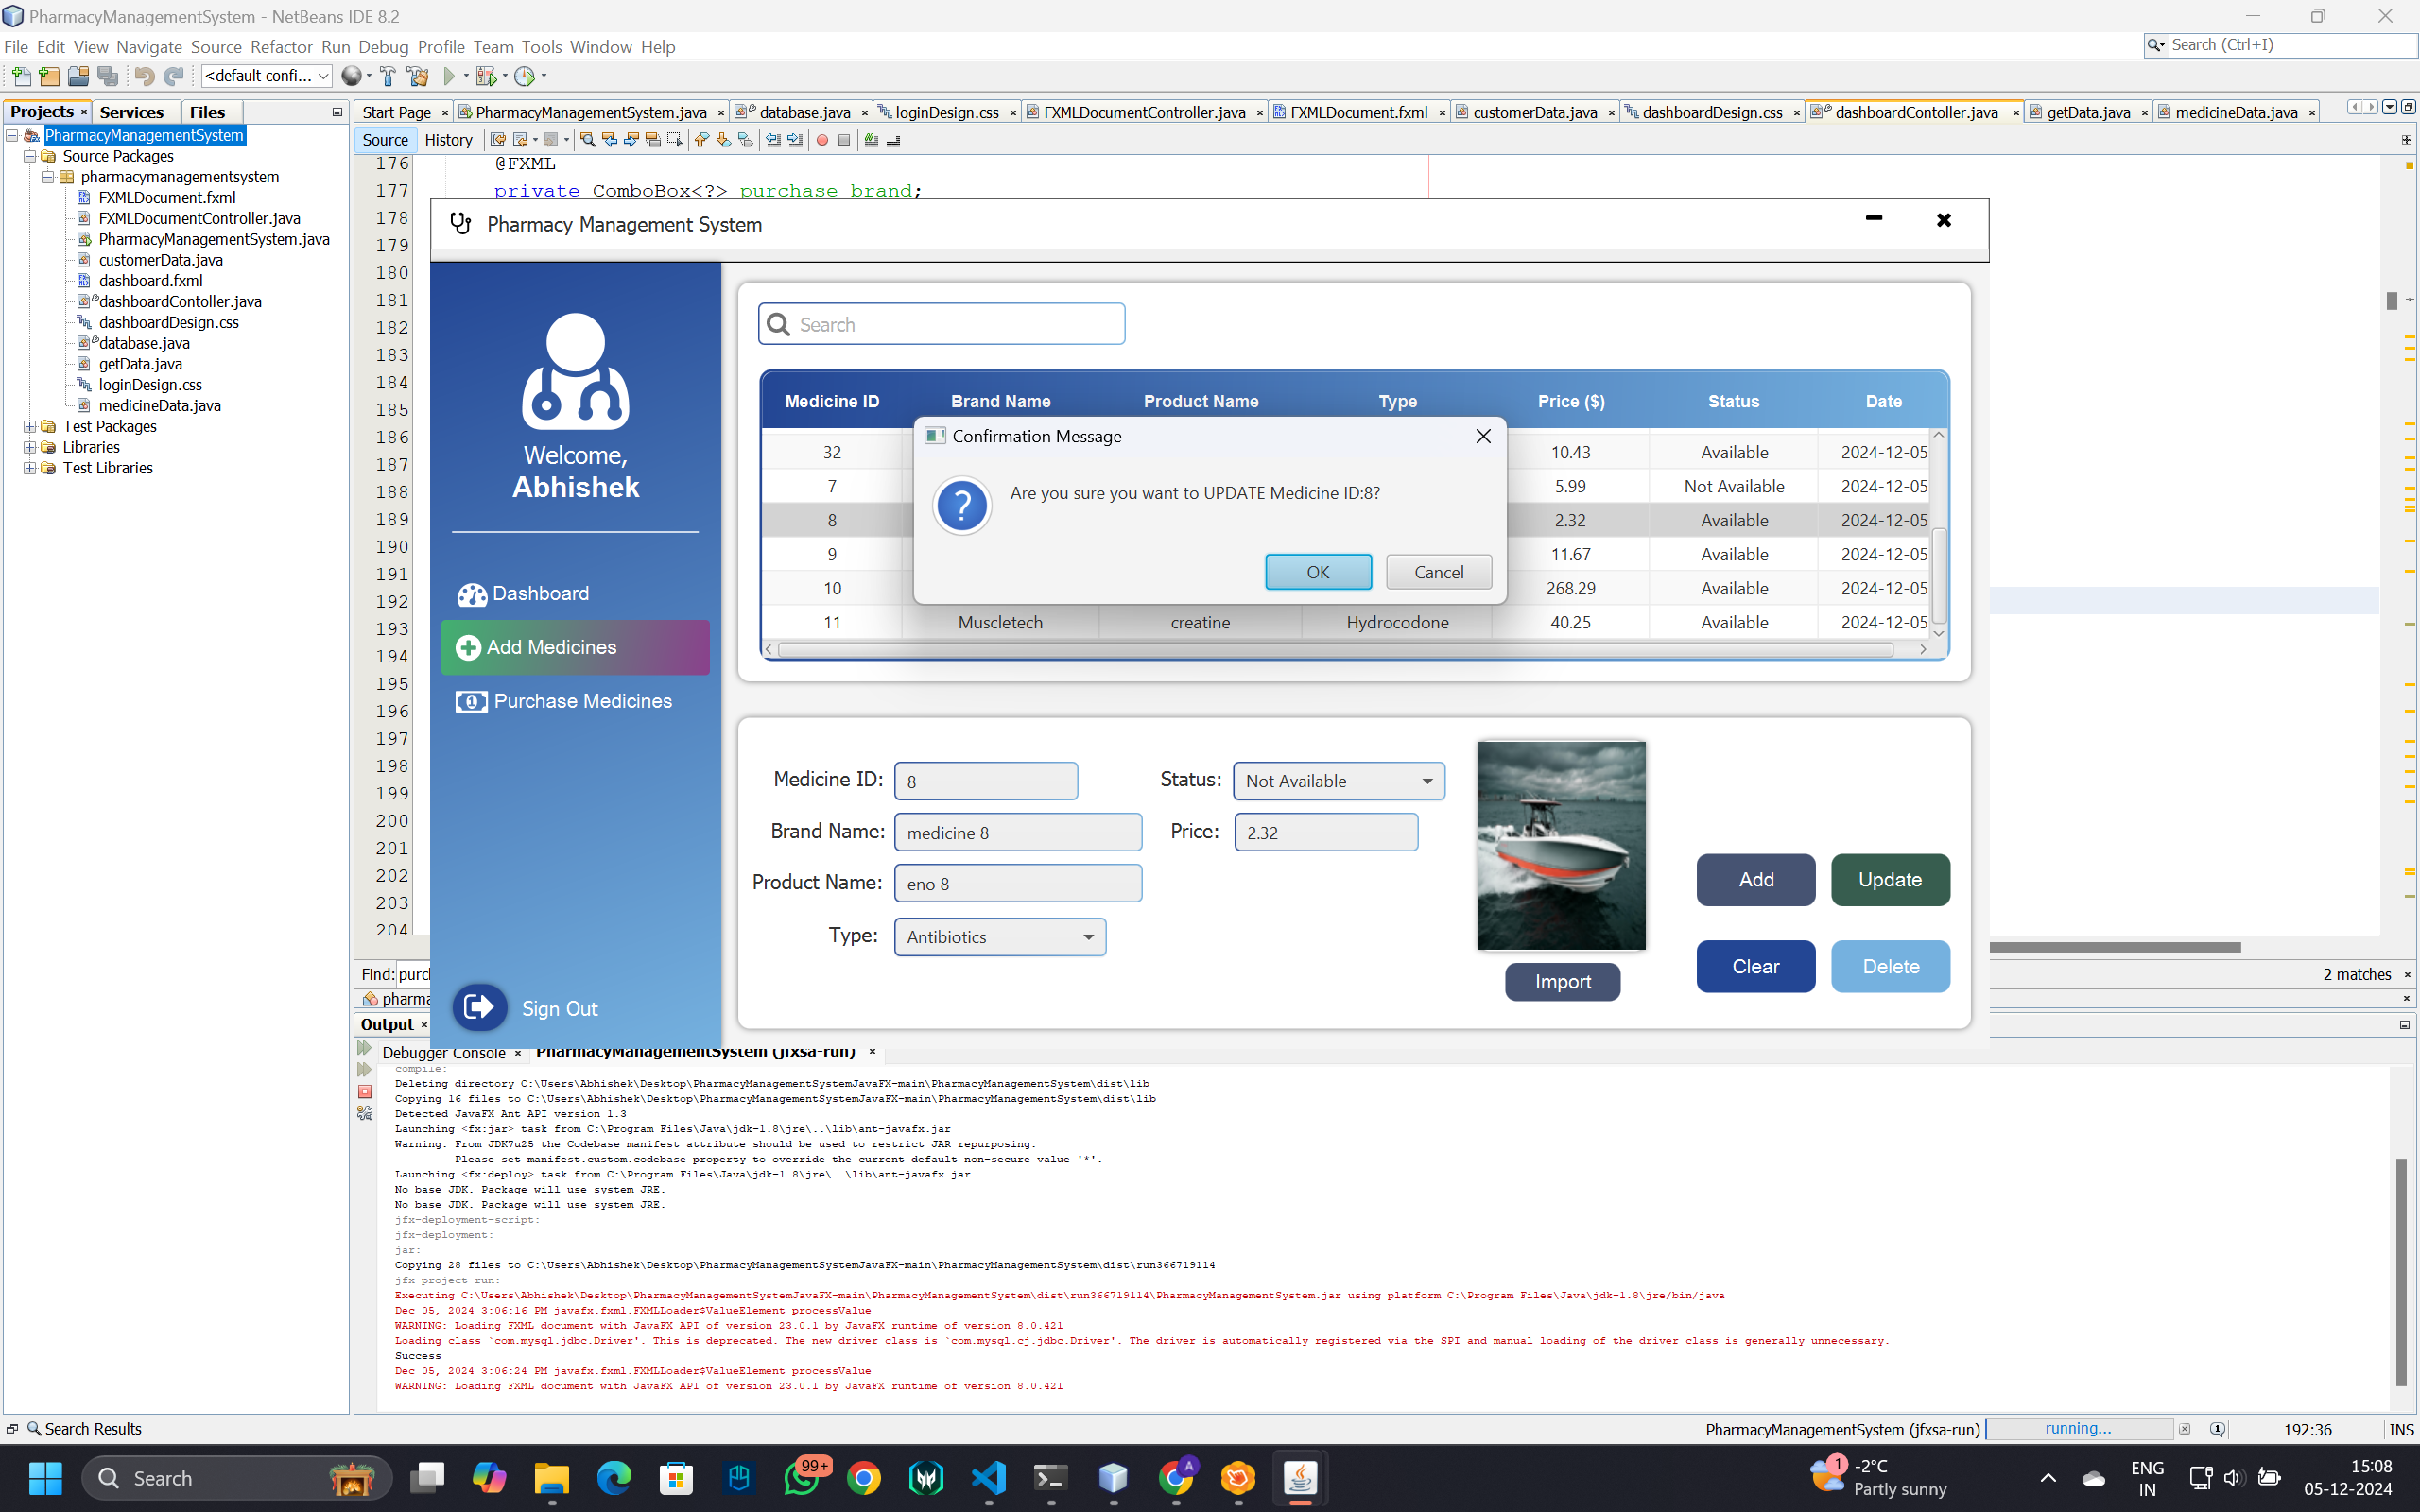 PharmacyManagementSystem - NetBeans IDE 8.2
File Edit View Navigate Source Refactor Run Debug Profile Team Tools Window Help
Search (Ctrl+I)
<default confi...
Projects Services Files
Start Page PharmacyManagementSystem.java database.java loginDesign.css FXMLDocumentController.java FXMLDocument.fxml customerData.java dashboardDesign.css dashboardContoller.java getData.java medicineData.java
Source History
PharmacyManagementSystem
Source Packages
pharmacymanagementsystem
FXMLDocument.fxml
FXMLDocumentController.java
PharmacyManagementSystem.java
customerData.java
dashboard.fxml
dashboardContoller.java
dashboardDesign.css
database.java
getData.java
loginDesign.css
medicineData.java
Test Packages
Libraries
Test Libraries
176 @FXML
177 private ComboBox<?> purchase_brand;
178
179
180
181
182
183
184
185
186
187
188
189
190
191
192
193
194
195
196
197
198
199
200
201
202
203
204
Pharmacy Management System
Welcome,
Abhishek
Dashboard
Add Medicines
Purchase Medicines
Sign Out
Search
Medicine ID Brand Name Product Name Type Price ($) Status Date
32 10.43 Available 2024-12-05
7 5.99 Not Available 2024-12-05
8 2.32 Available 2024-12-05
9 11.67 Available 2024-12-05
10 268.29 Available 2024-12-05
11 Muscletech creatine Hydrocodone 40.25 Available 2024-12-05
Confirmation Message
Are you sure you want to UPDATE Medicine ID:8?
OK Cancel
Medicine ID: 8 Status: Not Available
Brand Name: medicine 8 Price: 2.32
Product Name: eno 8
Type: Antibiotics
Import
Add Update
Clear Delete
Find: purc
2 matches
pharma
Output
Debugger Console PharmacyManagementSystem (jfxsa-run)
compile:
Deleting directory C:\Users\Abhishek\Desktop\PharmacyManagementSystemJavaFX-main\PharmacyManagementSystem\dist\lib
Copying 16 files to C:\Users\Abhishek\Desktop\PharmacyManagementSystemJavaFX-main\PharmacyManagementSystem\dist\lib
Detected JavaFX Ant API version 1.3
Launching <fx:jar> task from C:\Program Files\Java\jdk-1.8\jre\..\lib\ant-javafx.jar
Warning: From JDK7u25 the Codebase manifest attribute should be used to restrict JAR repurposing.
Please set manifest.custom.codebase property to override the current default non-secure value '*'.
Launching <fx:deploy> task from C:\Program Files\Java\jdk-1.8\jre\..\lib\ant-javafx.jar
No base JDK. Package will use system JRE.
No base JDK. Package will use system JRE.
jfx-deployment-script:
jfx-deployment:
jar:
Copying 28 files to C:\Users\Abhishek\Desktop\PharmacyManagementSystemJavaFX-main\PharmacyManagementSystem\dist\run366719114
jfx-project-run:
Executing C:\Users\Abhishek\Desktop\PharmacyManagementSystemJavaFX-main\PharmacyManagementSystem\dist\run366719114\PharmacyManagementSystem.jar using platform C:\Program Files\Java\jdk-1.8\jre/bin/java
Dec 05, 2024 3:06:16 PM javafx.fxml.FXMLLoader$ValueElement processValue
WARNING: Loading FXML document with JavaFX API of version 23.0.1 by JavaFX runtime of version 8.0.421
Loading class `com.mysql.jdbc.Driver'. This is deprecated. The new driver class is `com.mysql.cj.jdbc.Driver'. The driver is automatically registered via the SPI and manual loading of the driver class is generally unnecessary.
Success
Dec 05, 2024 3:06:24 PM javafx.fxml.FXMLLoader$ValueElement processValue
WARNING: Loading FXML document with JavaFX API of version 23.0.1 by JavaFX runtime of version 8.0.421
Search Results
PharmacyManagementSystem (jfxsa-run) running... 192:36 INS
Search
99+
1
-2°C
Partly sunny
ENG
IN
15:08
05-12-2024